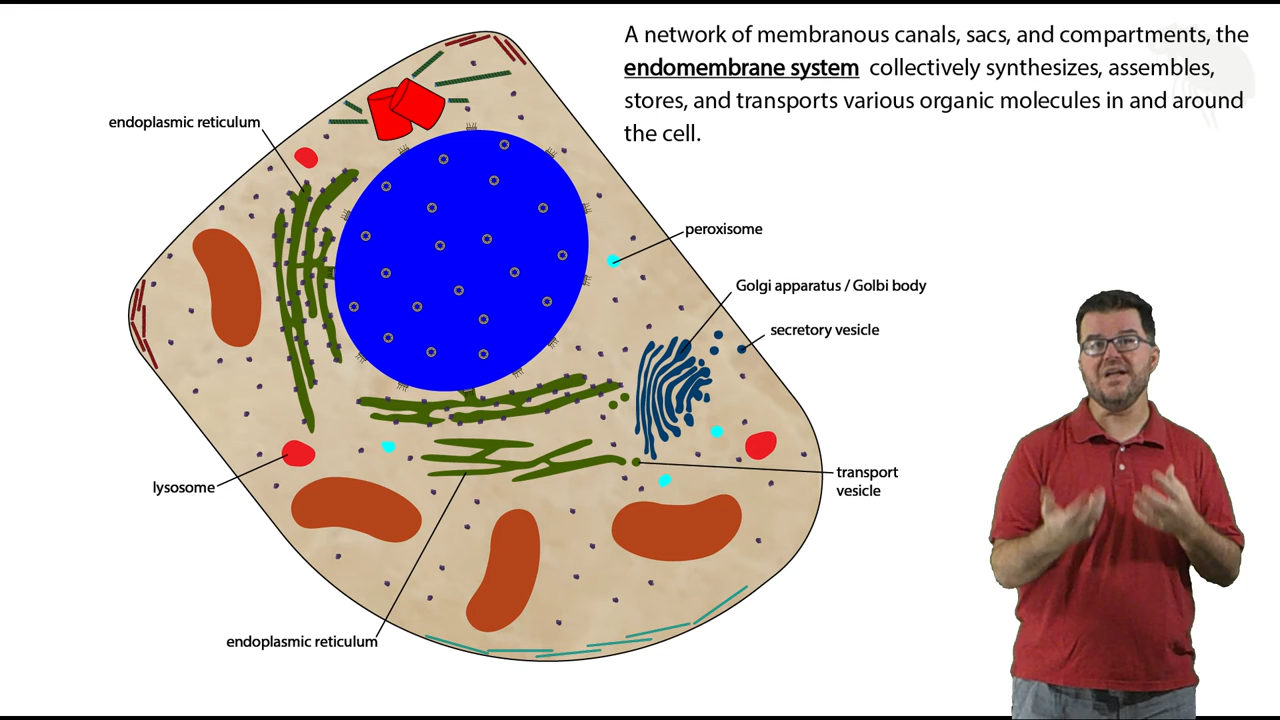 A network of membranous canals, sacs, and compartments, the
endomembrane system collectively synthesizes, assembles,
stores, and transports various organic molecules in and around
the cell.
endoplasmic reticulum
peroxisome
Golgi apparatus / Golbi body
secretory vesicle
lysosome
transport
vesicle
endoplasmic reticulum